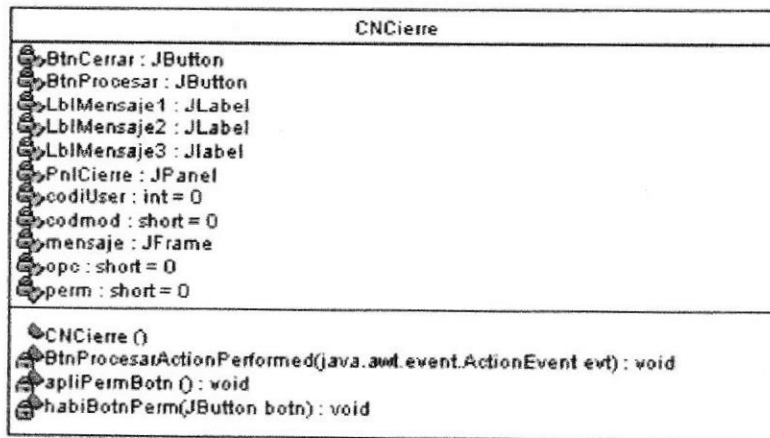 CNCierre
BtnCerrar : JButton
BtnProcesar : JButton
LblMensaje1 : JLabel
LblMensaje2 : JLabel
LblMensaje3 : Jlabel
PnlCierre : JPanel
codiUser : int = 0
codmod : short = 0
mensaje : JFrame
opc : short = 0
perm : short = 0
CNCierre ()
BtnProcesarActionPerformed(java.awt.event.ActionEvent evt) : void
apliPermBotn () : void
habiBotnPerm(JButton botn) : void